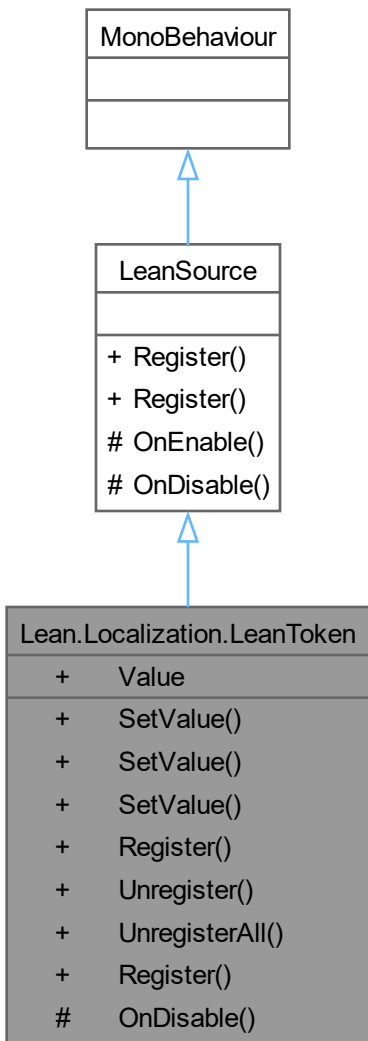 MonoBehaviour
LeanSource
+ Register()
+ Register()
# OnEnable()
# OnDisable()
Lean.Localization.LeanToken
+ Value
+ SetValue()
+ SetValue()
+ SetValue()
+ Register()
+ Unregister()
+ UnregisterAll()
+ Register()
# OnDisable()